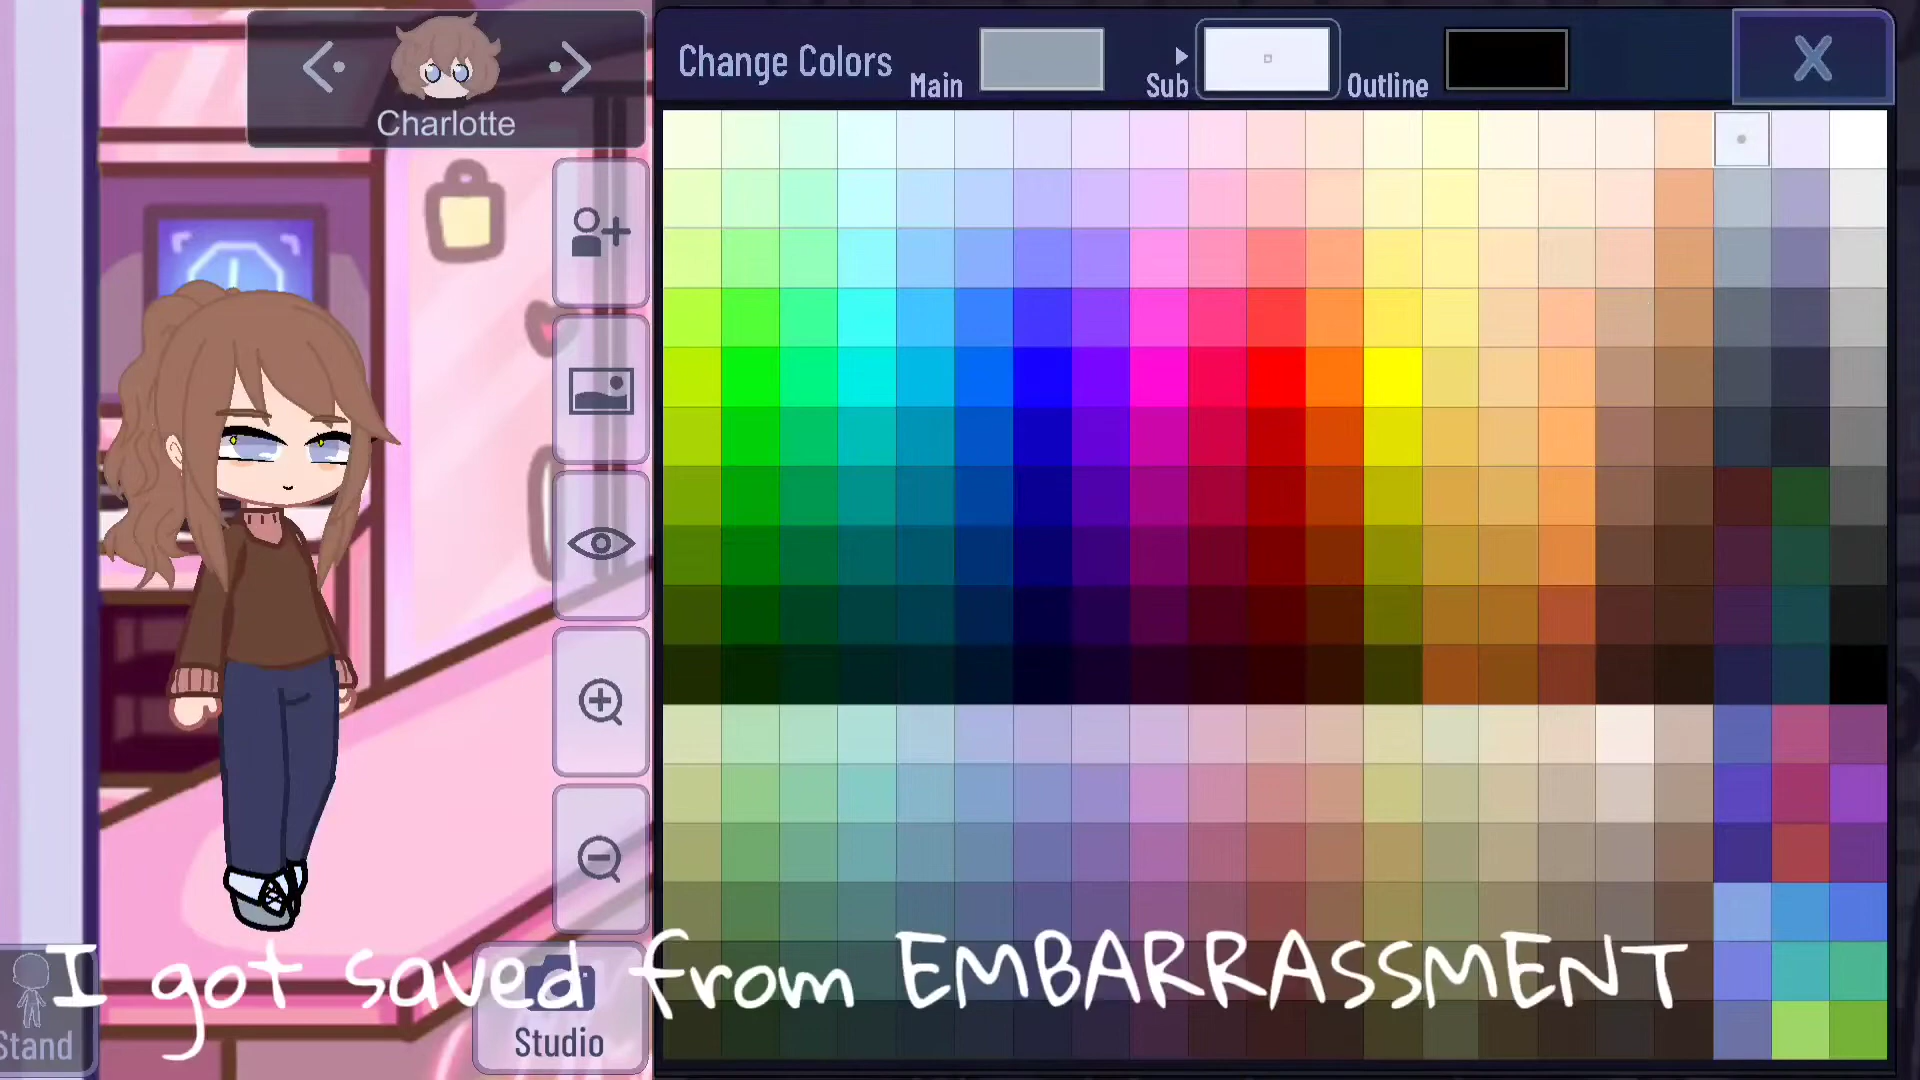 Change Colors
Main
Sub
Outline
X
Charlotte
I got saved from EMBARRASSMENT
Stand
Studio